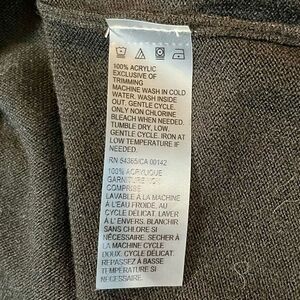 100% ACRYLIC
EXCLUSIVE OF
TRIMMING
MACHINE WASH IN COLD
WATER. WASH INSIDE
OUT. GENTLE CYCLE.
ONLY NON CHLORINE
BLEACH WHEN NEEDED.
TUMBLE DRY, LOW.
GENTLE CYCLE. IRON AT
LOW TEMPERATURE IF
NEEDED.
RN 54365/CA 00142
100% ACRYLIQUE
GARNITURE NON
COMPRISE
LAVABLE À LA MACHINE
À L'EAU FROIDE, AU
CYCLE DÉLICAT. LAVER
À L' ENVERS. BLANCHIR
SANS CHLORE SI
NÉCESSAIRE. SÉCHER À
LA MACHINE CYCLE
DOUX. CYCLE DÉLICAT.
REPASSEZ À BASSE
TEMPÉRATURE SI
NÉCESSAIRE